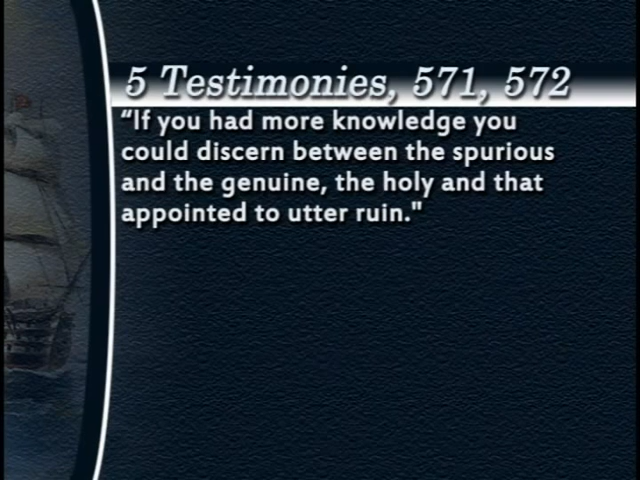 5 Testimonies, 571, 572
“If you had more knowledge you
could discern between the spurious
and the genuine, the holy and that
appointed to utter ruin."